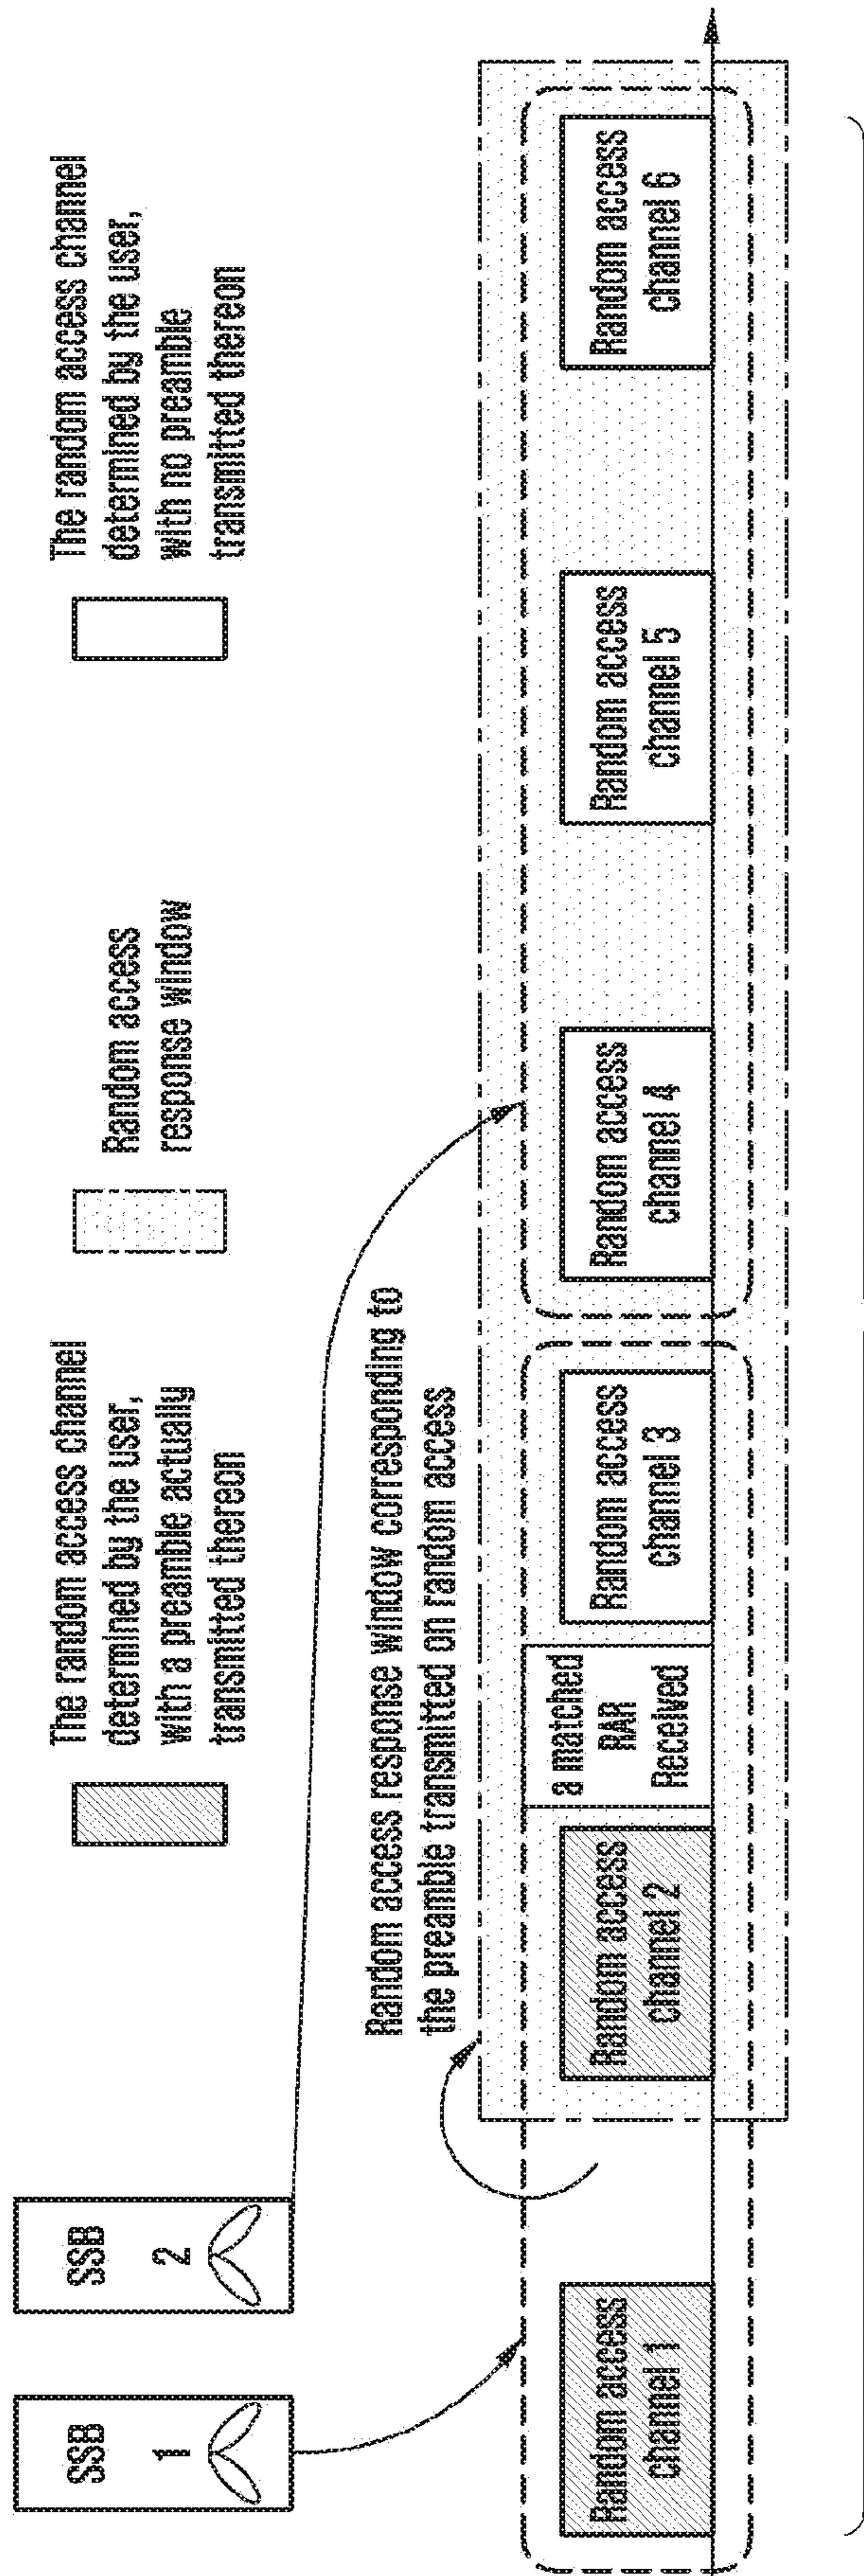 SSB
1
SSB
2
The random access channel
determined by the user,
with a preamble actually
transmitted thereon
Random access
response window
The random access channel
determined by the user,
with no preamble
transmitted thereon
Random access response window corresponding to
the preamble transmitted on random access
Random access
channel 1
Random access
channel 2
a matched
RAR
Received
Random access
channel 3
Random access
channel 4
Random access
channel 5
Random access
channel 6